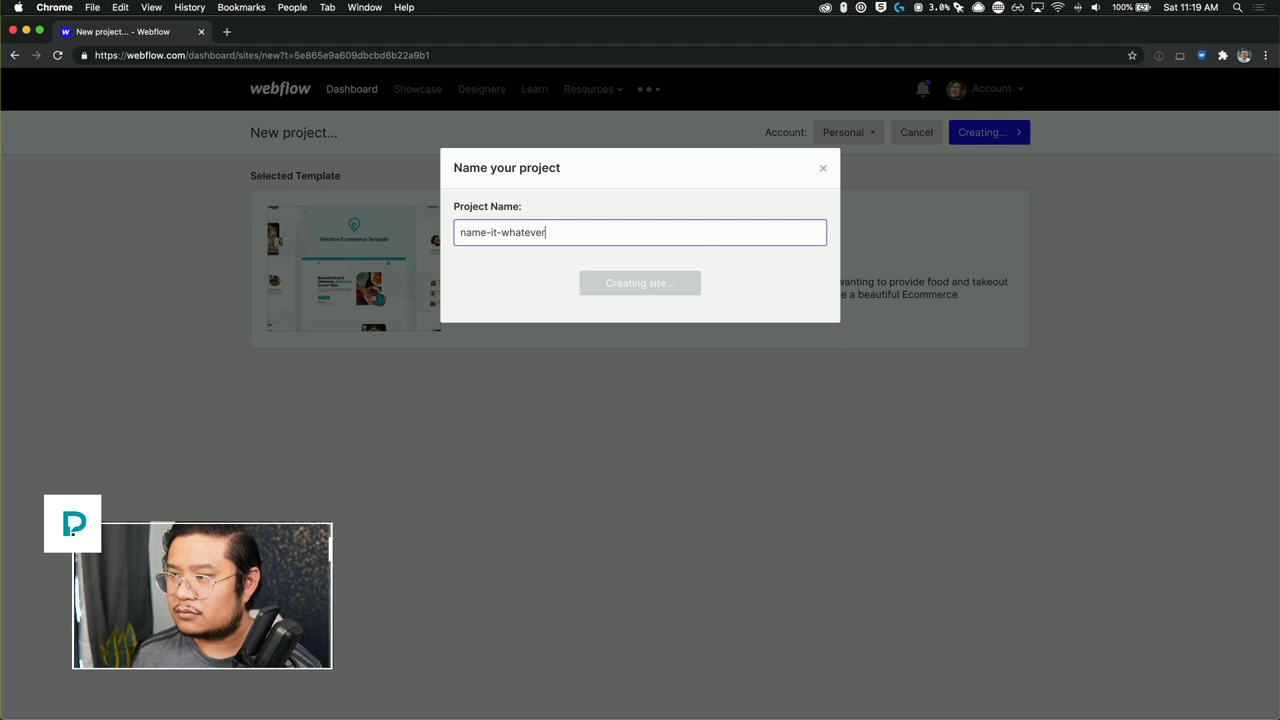 Chrome File Edit View History Bookmarks People Tab Window Help 3.0% 100% Sat 11:19 AM
New project... - Webflow
https://webflow.com/dashboard/sites/new?t=5e865e9a609dbcbd6b22a9b1
webflow Dashboard Showcase Designers Learn Resources Account
New project... Account: Personal Cancel Creating...
Name your project
Selected Template
Project Name:
name-it-whatever
Webflow Ecommerce Template
Creating site...
wanting to provide food and takeout
e a beautiful Ecommerce